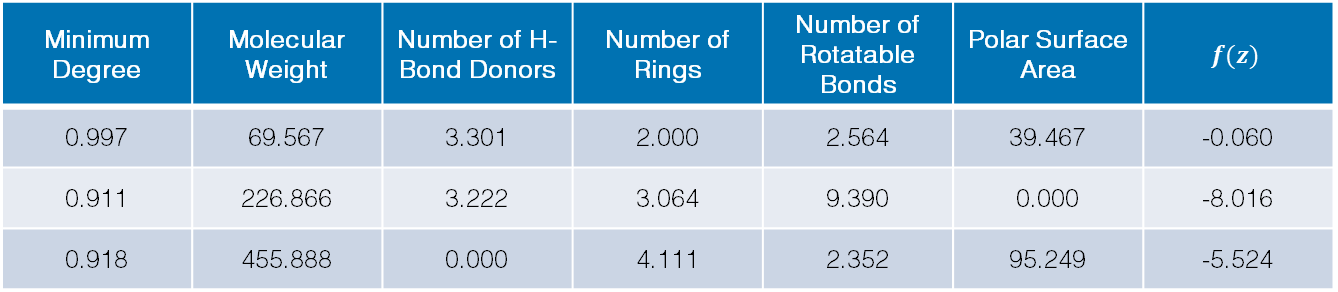 Minimum Degree Molecular Weight Number of H-Bond Donors Number of Rings Number of Rotatable Bonds Polar Surface Area f(z)
0.997 69.567 3.301 2.000 2.564 39.467 -0.060
0.911 226.866 3.222 3.064 9.390 0.000 -8.016
0.918 455.888 0.000 4.111 2.352 95.249 -5.524